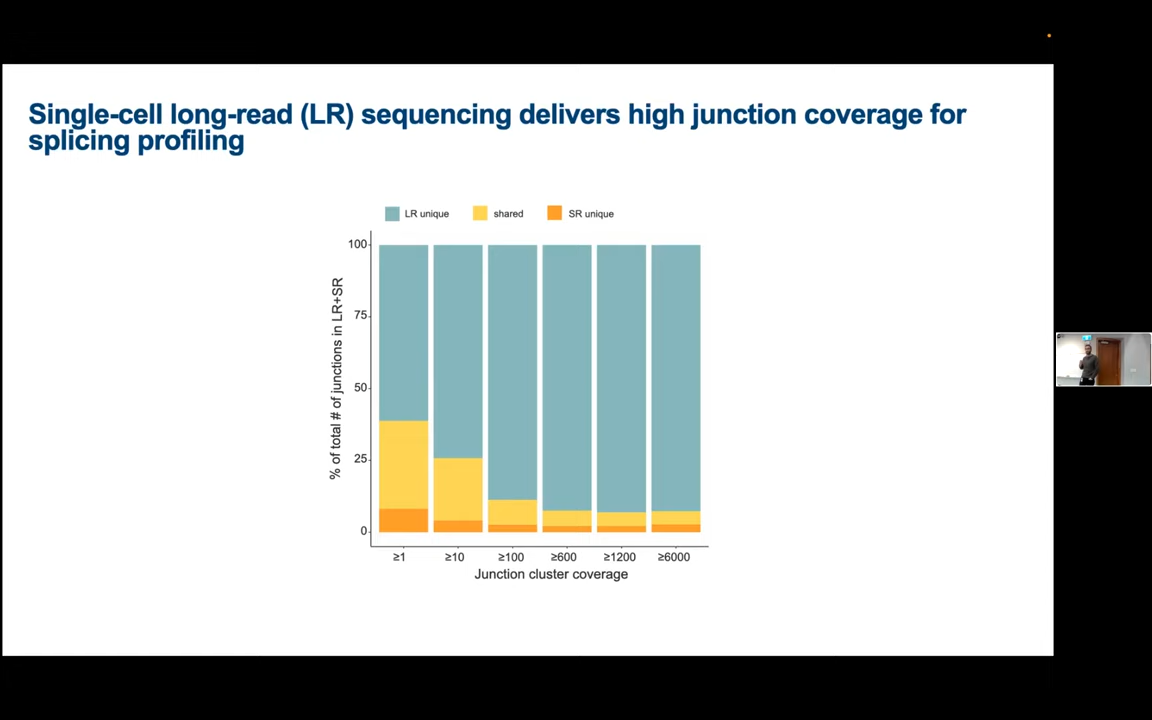 Single-cell long-read (LR) sequencing delivers high junction coverage for
splicing profiling
LR unique
shared
SR unique
% of total # of junctions in LR+SR
100
75
50
25
0
≥1
≥10
≥100
≥600
≥1200
≥6000
Junction cluster coverage